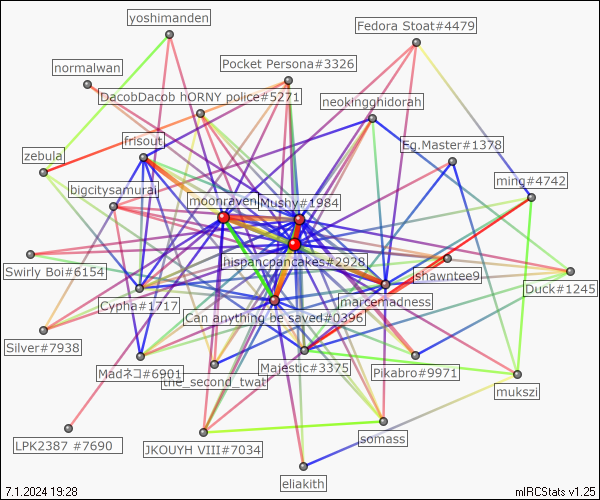 yoshimanden
Fedora Stoat#4479
Pocket Persona#3326
normalwan
DacobDacob hORNY police#5271
neokingghidorah
frisout
Eg.Master#1378
zebula
ming#4742
bigcitysamurai
moonraven
Mushy#1984
hispancpancakes#2928
Swirly Boi#6154
shawntee9
Duck#1245
Cypha#1717
marcemadness
Can anything be saved#0396
Silver#7938
Madネコ#6901
Majestic#3375
Pikabro#9971
the_second_twat
mukszi
LPK2387 #7690
JKOUYH VIII#7034
somass
eliakith
7.1.2024 19:28
mIRCStats v1.25